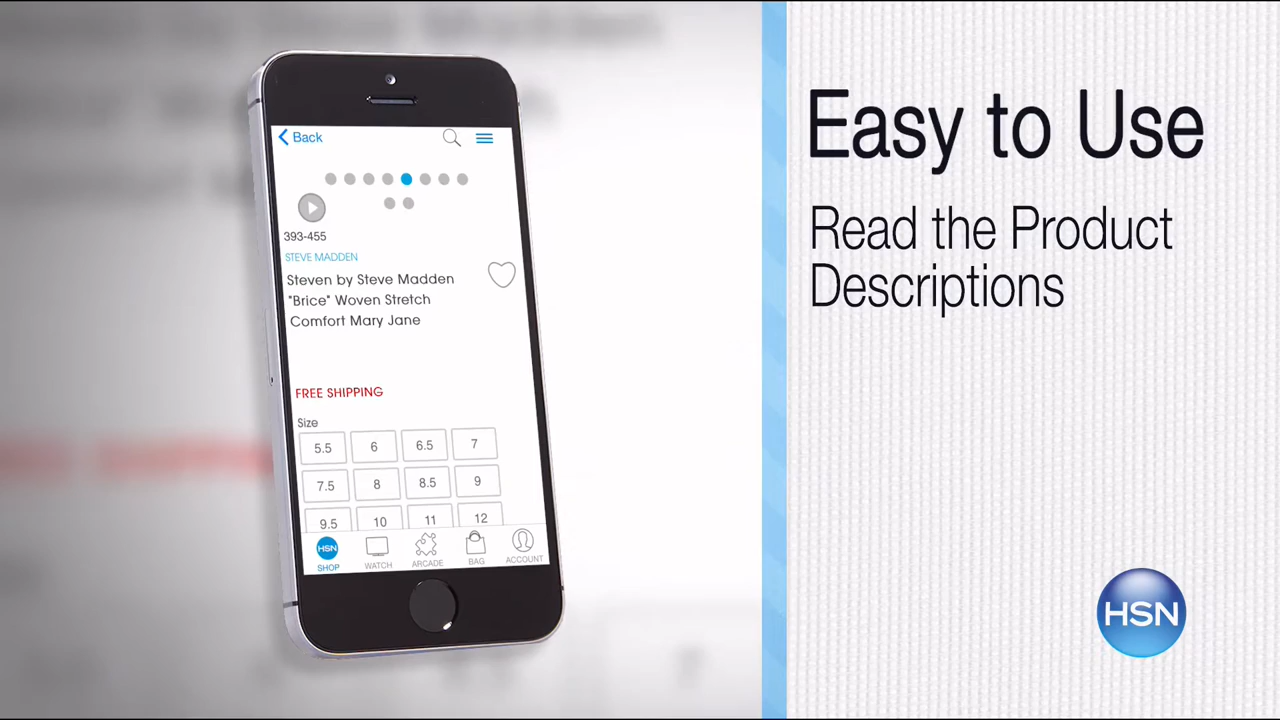 Back
393-455
STEVE MADDEN
Steven by Steve Madden
"Brice" Woven Stretch
Comfort Mary Jane
FREE SHIPPING
Size
5.5 6 6.5 7
7.5 8 8.5 9
9.5 10 11 12
HSN
SHOP WATCH ARCADE BAG ACCOUNT
Easy to Use
Read the Product
Descriptions
HSN